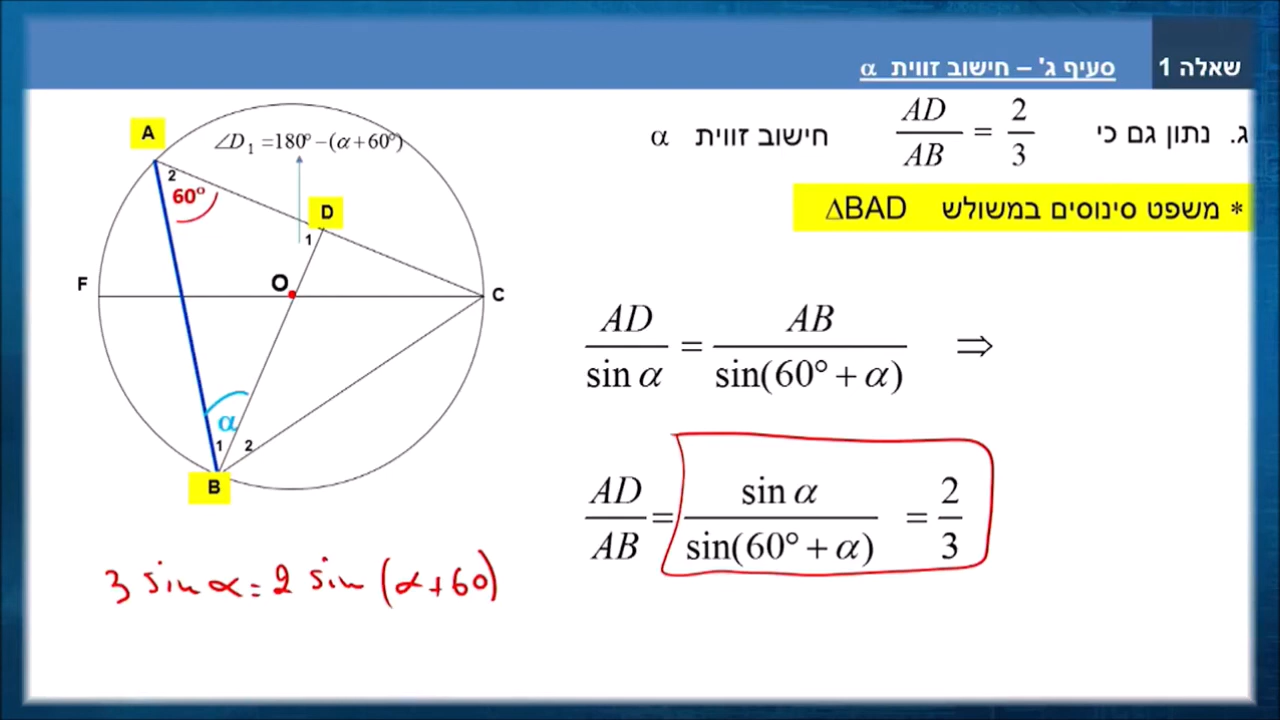 שאלה 1
סעיף ג' – חישוב זווית α
ג. נתון גם כי AD/AB = 2/3 חישוב זווית α
* משפט סינוסים במשולש ΔBAD
AD/sin α = AB/sin(60° + α) ⇒
AD/AB = sin α/sin(60° + α) = 2/3
A
∠D₁ =180° −(α+60°)
2
60°
D
1
F
O
C
α
1
2
B
3 sin α = 2 sin (α+60)